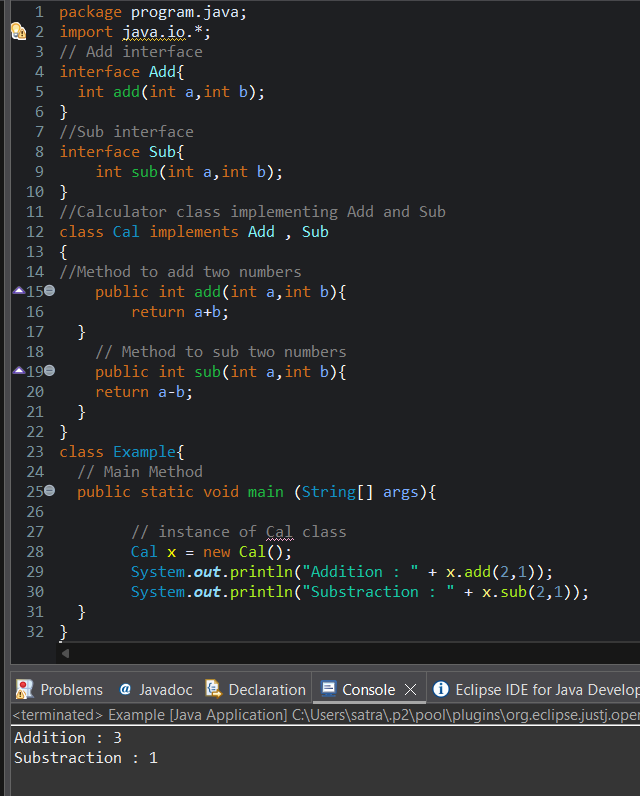 1 package program.java;
2 import java.io.*;
3 // Add interface
4 interface Add{
5   int add(int a,int b);
6 }
7 //Sub interface
8 interface Sub{
9     int sub(int a,int b);
10 }
11 //Calculator class implementing Add and Sub
12 class Cal implements Add , Sub
13 {
14 //Method to add two numbers
15     public int add(int a,int b){
16         return a+b;
17   }
18     // Method to sub two numbers
19     public int sub(int a,int b){
20     return a-b;
21   }
22 }
23 class Example{
24   // Main Method
25   public static void main (String[] args){
26
27         // instance of Cal class
28         Cal x = new Cal();
29         System.out.println("Addition : " + x.add(2,1));
30         System.out.println("Substraction : " + x.sub(2,1));
31   }
32 }
Problems @ Javadoc Declaration Console Eclipse IDE for Java Develop
<terminated> Example [Java Application] C:\Users\satra\.p2\pool\plugins\org.eclipse.justj.open
Addition : 3
Substraction : 1